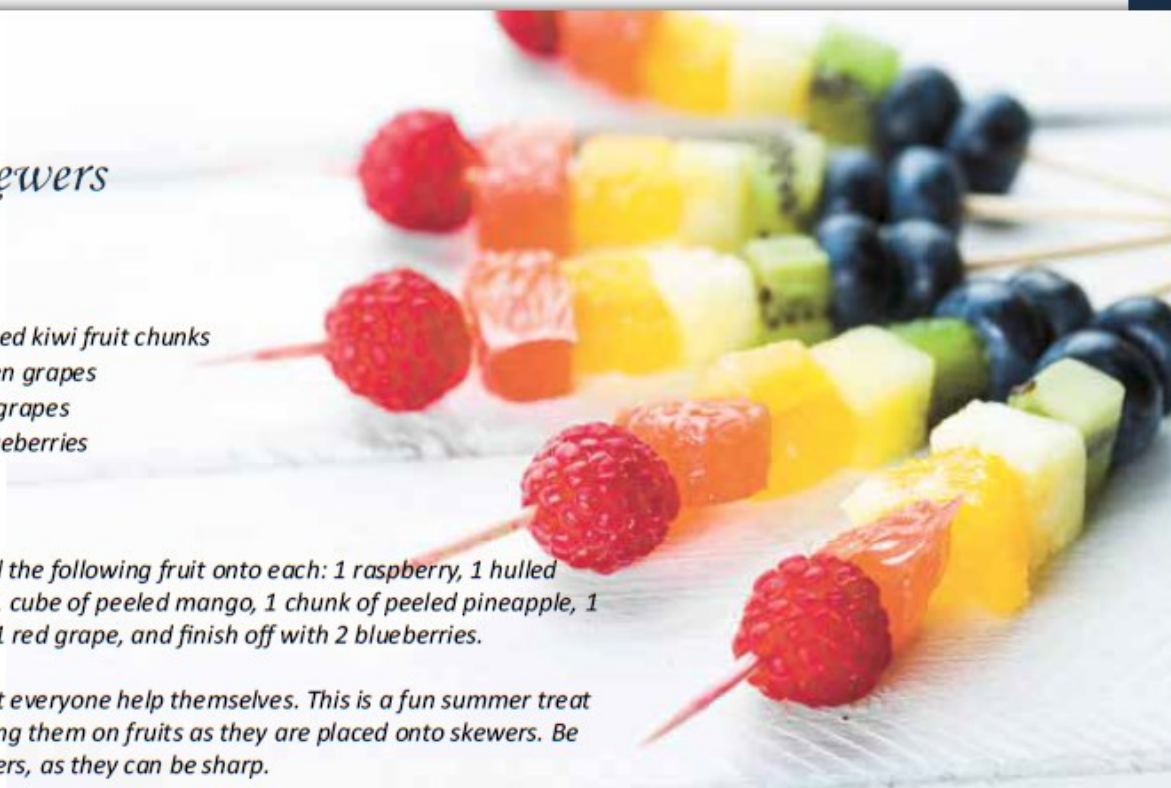 ewers
ed kiwi fruit chunks
n grapes
grapes
eberries
the following fruit onto each: 1 raspberry, 1 hulled
cube of peeled mango, 1 chunk of peeled pineapple, 1
1 red grape, and finish off with 2 blueberries.
t everyone help themselves. This is a fun summer treat
ng them on fruits as they are placed onto skewers. Be
ers, as they can be sharp.